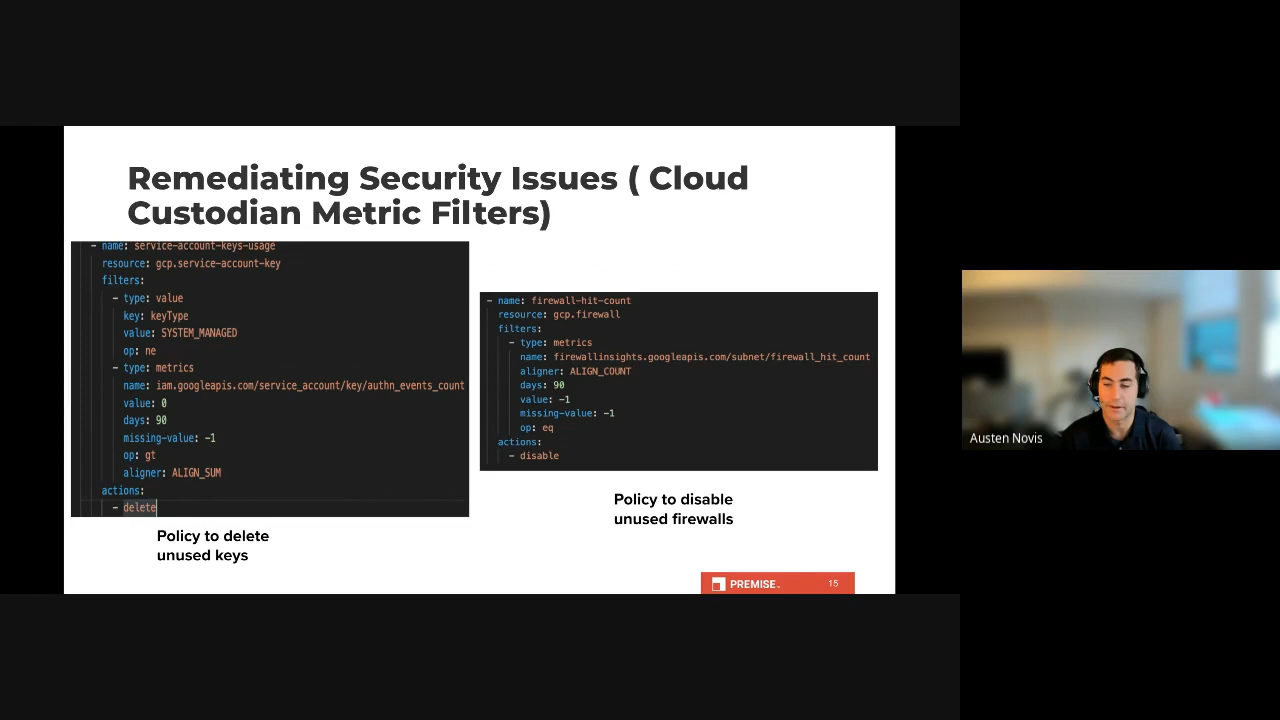 Remediating Security Issues ( Cloud
Custodian Metric Filters)
- name: service-account-keys-usage
resource: gcp.service-account-key
filters:
- type: value
key: keyType
value: SYSTEM_MANAGED
op: ne
- type: metrics
name: iam.googleapis.com/service_account/key/authn_events_count
value: 0
days: 90
missing-value: -1
op: gt
aligner: ALIGN_SUM
actions:
- delete
Policy to delete
unused keys
- name: firewall-hit-count
resource: gcp.firewall
filters:
- type: metrics
name: firewallinsights.googleapis.com/subnet/firewall_hit_count
aligner: ALIGN_COUNT
days: 90
value: -1
missing-value: -1
op: eq
actions:
- disable
Policy to disable
unused firewalls
PREMISE
15
Austen Novis